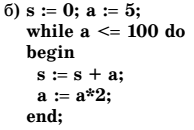 б) s := 0; a := 5;
while a <= 100 do
begin
s := s + a;
a := a*2;
end;